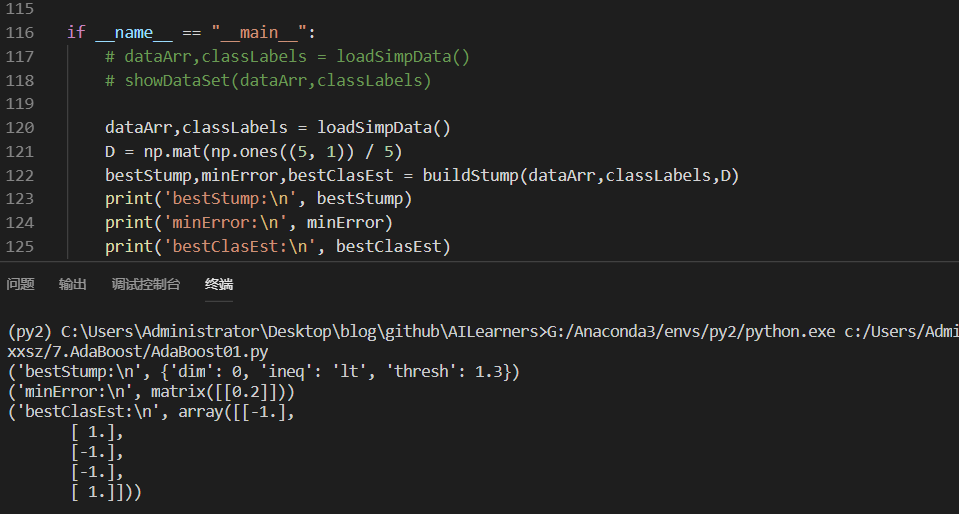 115
116 if __name__ == "__main__":
117 # dataArr,classLabels = loadSimpData()
118 # showDataSet(dataArr,classLabels)
119
120 dataArr,classLabels = loadSimpData()
121 D = np.mat(np.ones((5, 1)) / 5)
122 bestStump,minError,bestClasEst = buildStump(dataArr,classLabels,D)
123 print('bestStump:\n', bestStump)
124 print('minError:\n', minError)
125 print('bestClasEst:\n', bestClasEst)
问题 输出 调试控制台 终端
(py2) C:\Users\Administrator\Desktop\blog\github\AILearners>G:/Anaconda3/envs/py2/python.exe c:/Users/Admi
xxsz/7.AdaBoost/AdaBoost01.py
('bestStump:\n', {'dim': 0, 'ineq': 'lt', 'thresh': 1.3})
('minError:\n', matrix([[0.2]]))
('bestClasEst:\n', array([[-1.],
[ 1.],
[-1.],
[-1.],
[ 1.]]))